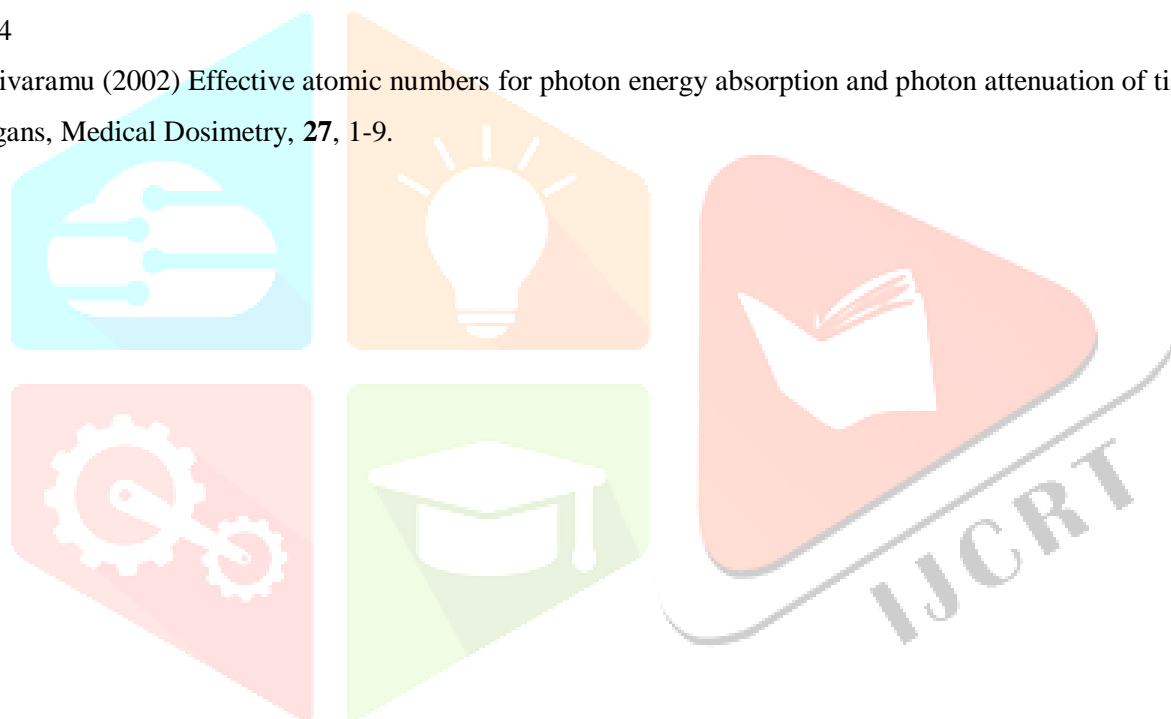 4
ivaramu (2002) Effective atomic numbers for photon energy absorption and photon attenuation of ti
gans, Medical Dosimetry, 27, 1-9.
IJCRT